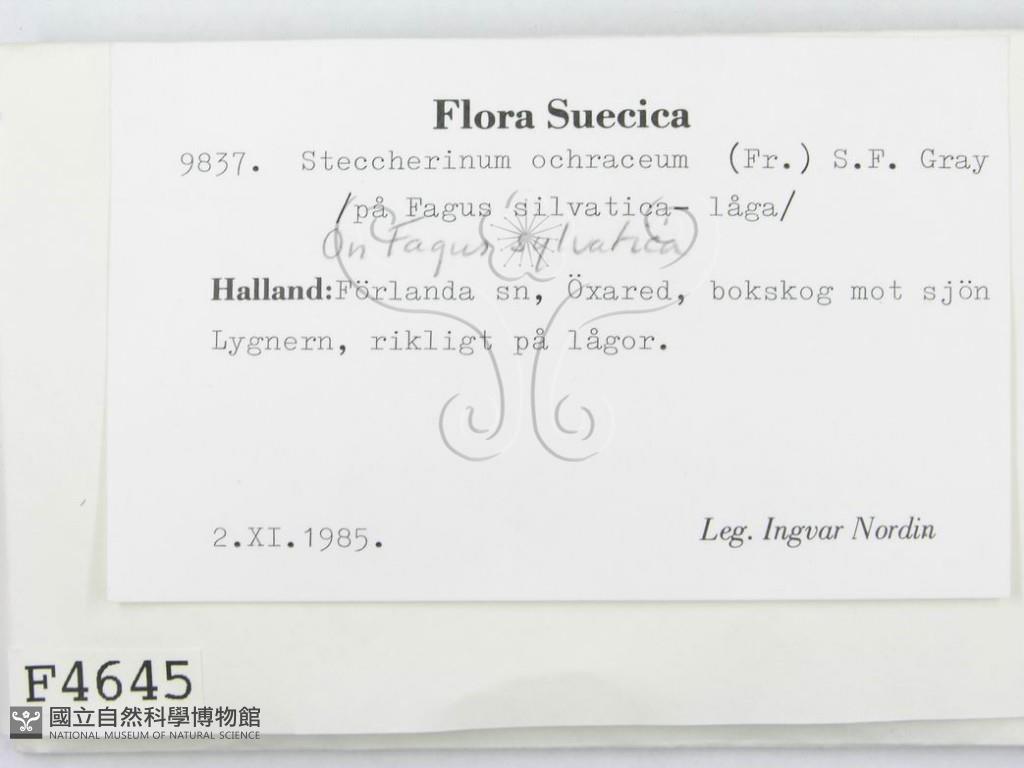 Flora Suecica
9837. Steccherinum ochraceum (Fr.) S.F. Gray
/på Fagus silvatica- låga/
On Fagus sylvatica
Halland: Förlanda sn, Öxared, bokskog mot sjön
Lygnern, rikligt på lågor.
2.XI.1985.
Leg. Ingvar Nordin
F4645
國立自然科學博物館
NATIONAL MUSEUM OF NATURAL SCIENCE